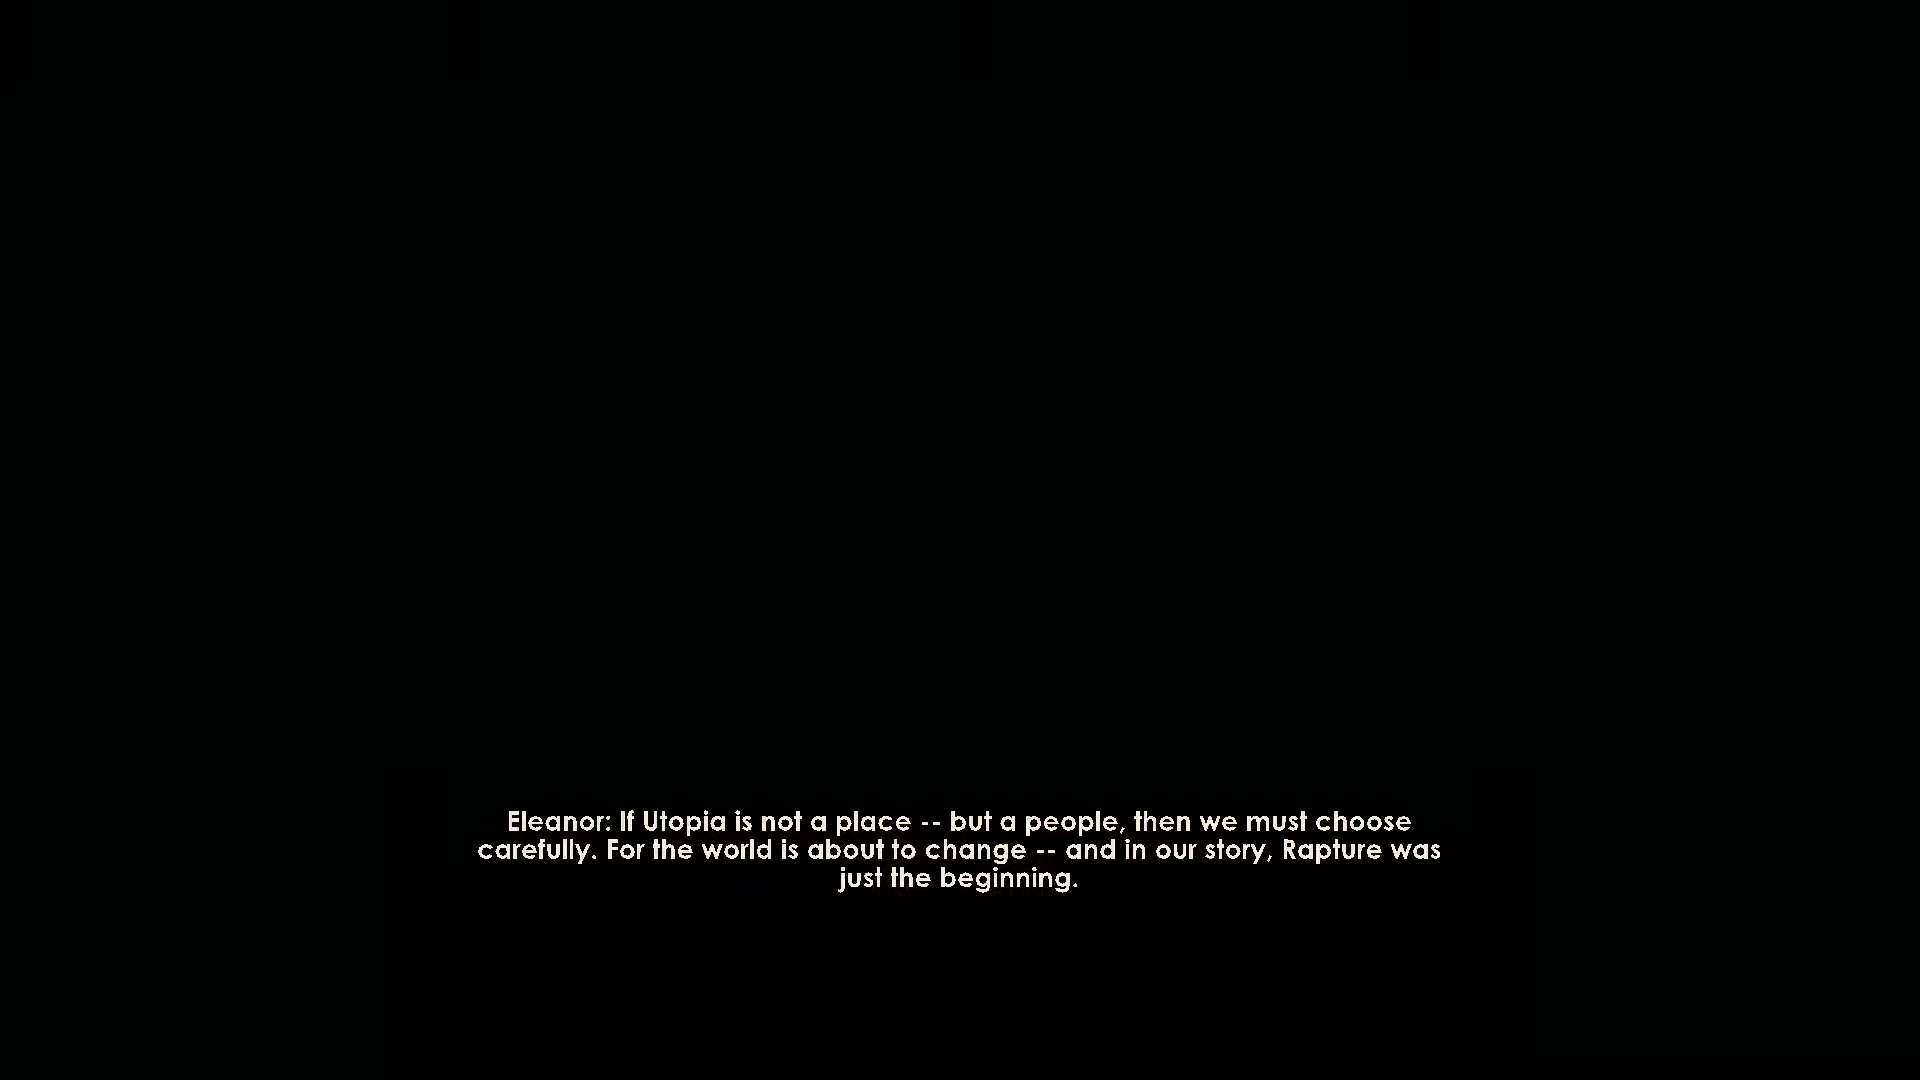 Eleanor: If Utopia is not a place -- but a people, then we must choose
carefully. For the world is about to change -- and in our story, Rapture was
just the beginning.